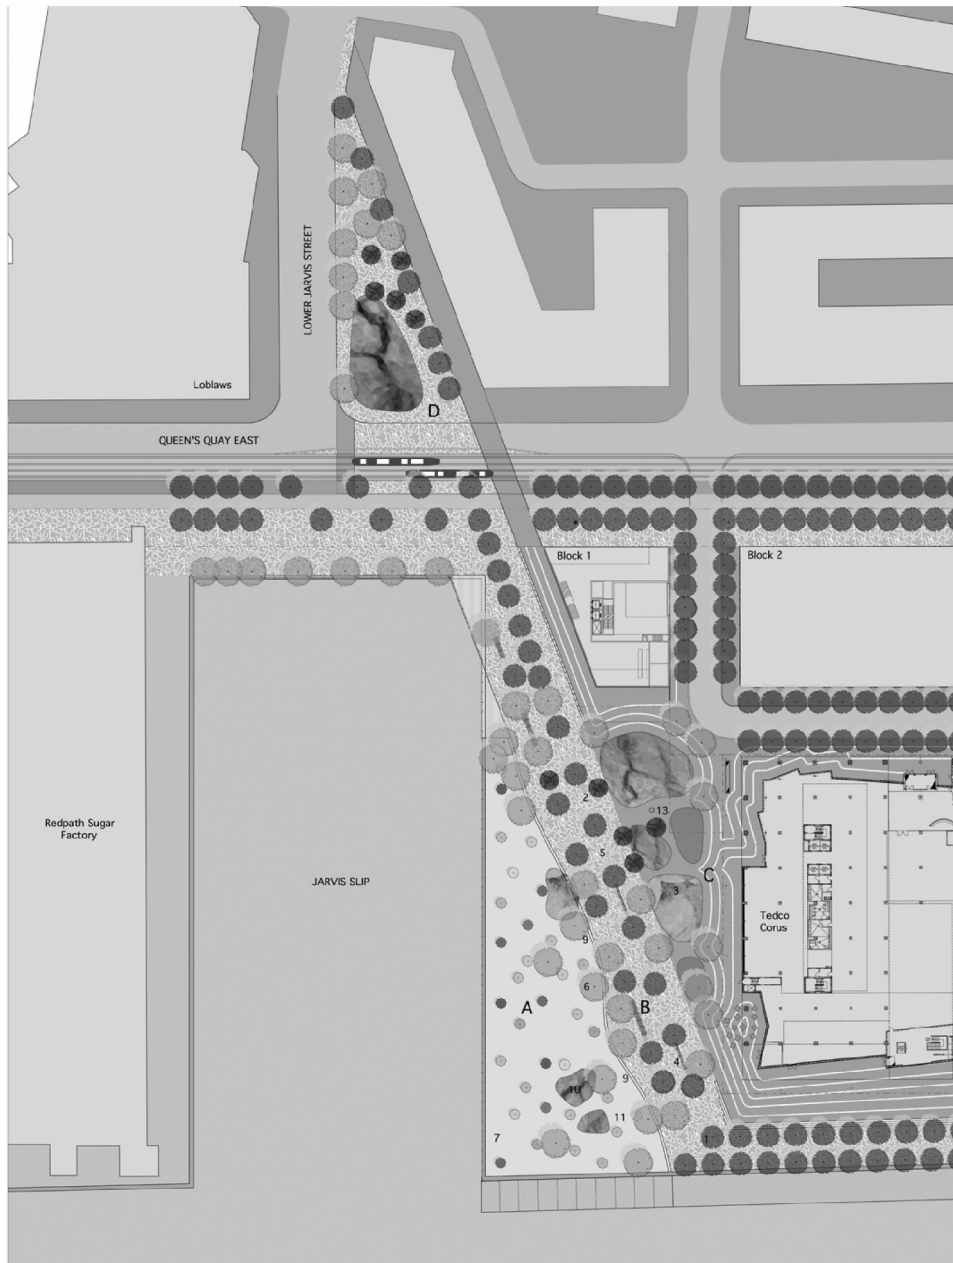 LOWER JARVIS STREET
Loblaws
D
QUEEN'S QUAY EAST
Block 1
Block 2
2
13
5
Redpath Sugar
Factory
JARVIS SLIP
C
3
Tedco
Corus
9
6
A
B
4
9
10
11
7
1